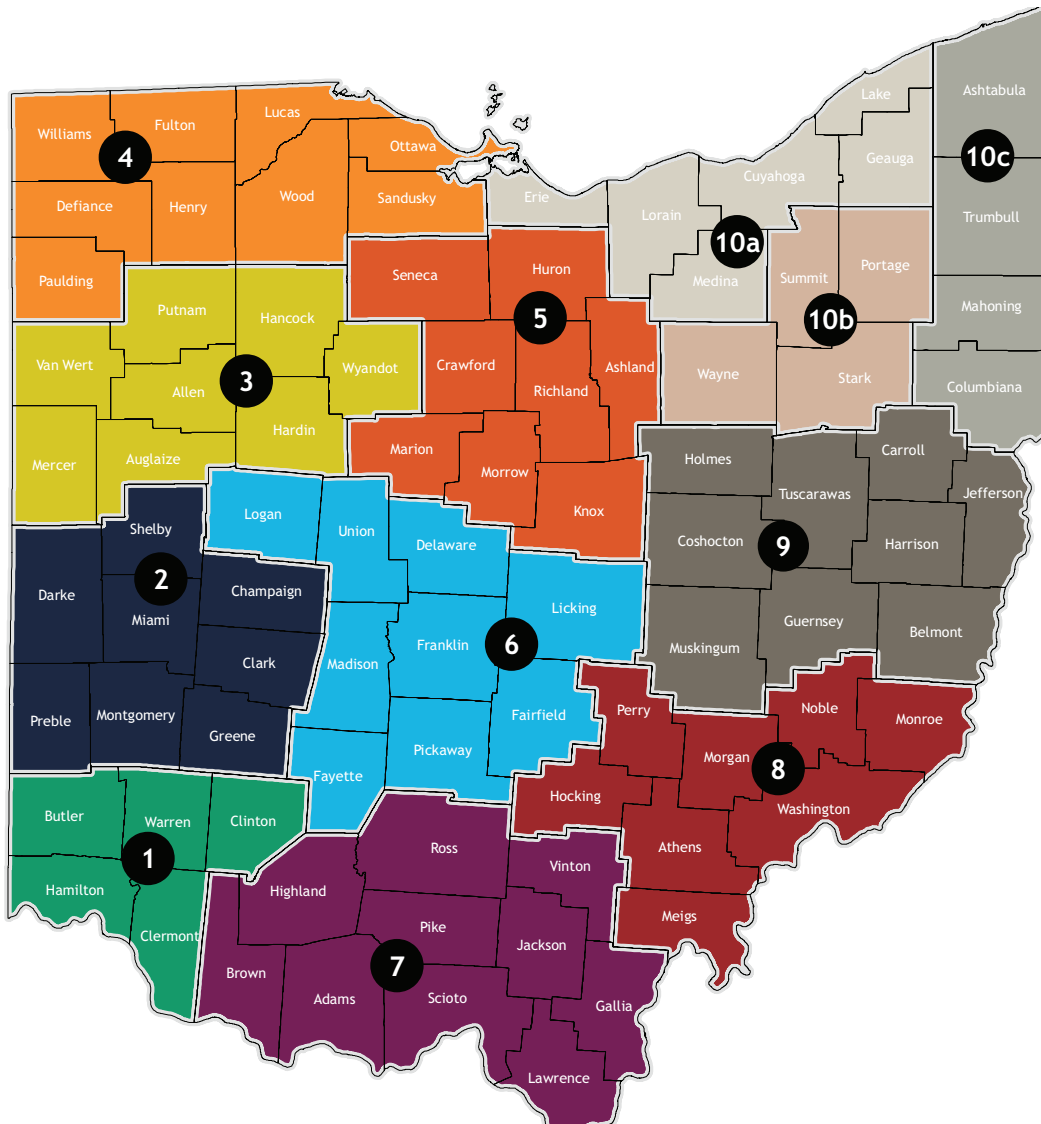 Lake
Ashtabula
Lucas
Fulton
Williams
4
Ottawa
Geauga
10c
Cuyahoga
Wood
Sandusky
Erie
Defiance
Henry
Lorain
Trumbull
10a
Portage
Seneca
Huron
Medina
Summit
Paulding
Putnam
Hancock
5
10b
Mahoning
Van Wert
Wyandot
Crawford
Ashland
Wayne
Stark
3
Allen
Richland
Columbiana
Hardin
Marion
Carroll
Mercer
Auglaize
Holmes
Morrow
Tuscarawas
Jefferson
Logan
Knox
Shelby
Union
Delaware
Coshocton
9
Harrison
2
Darke
Champaign
Licking
Miami
Guernsey
Belmont
Franklin
6
Muskingum
Clark
Madison
Preble
Montgomery
Perry
Noble
Monroe
Fairfield
Greene
Pickaway
Morgan
8
Fayette
Hocking
Washington
Butler
Warren
Clinton
Ross
Athens
1
Vinton
Hamilton
Highland
Meigs
Pike
Clermont
Jackson
7
Brown
Adams
Scioto
Gallia
Lawrence